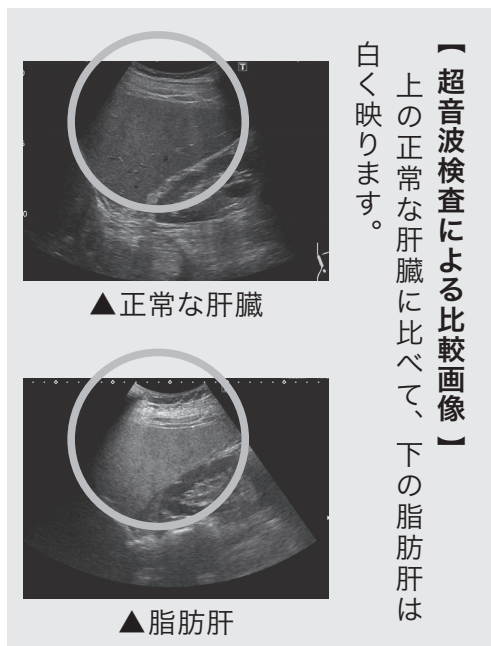 【超音波検査による比較画像】
上の正常な肝臓に比べて、下の脂肪肝は
白く映ります。
T
▲正常な肝臓
▲脂肪肝